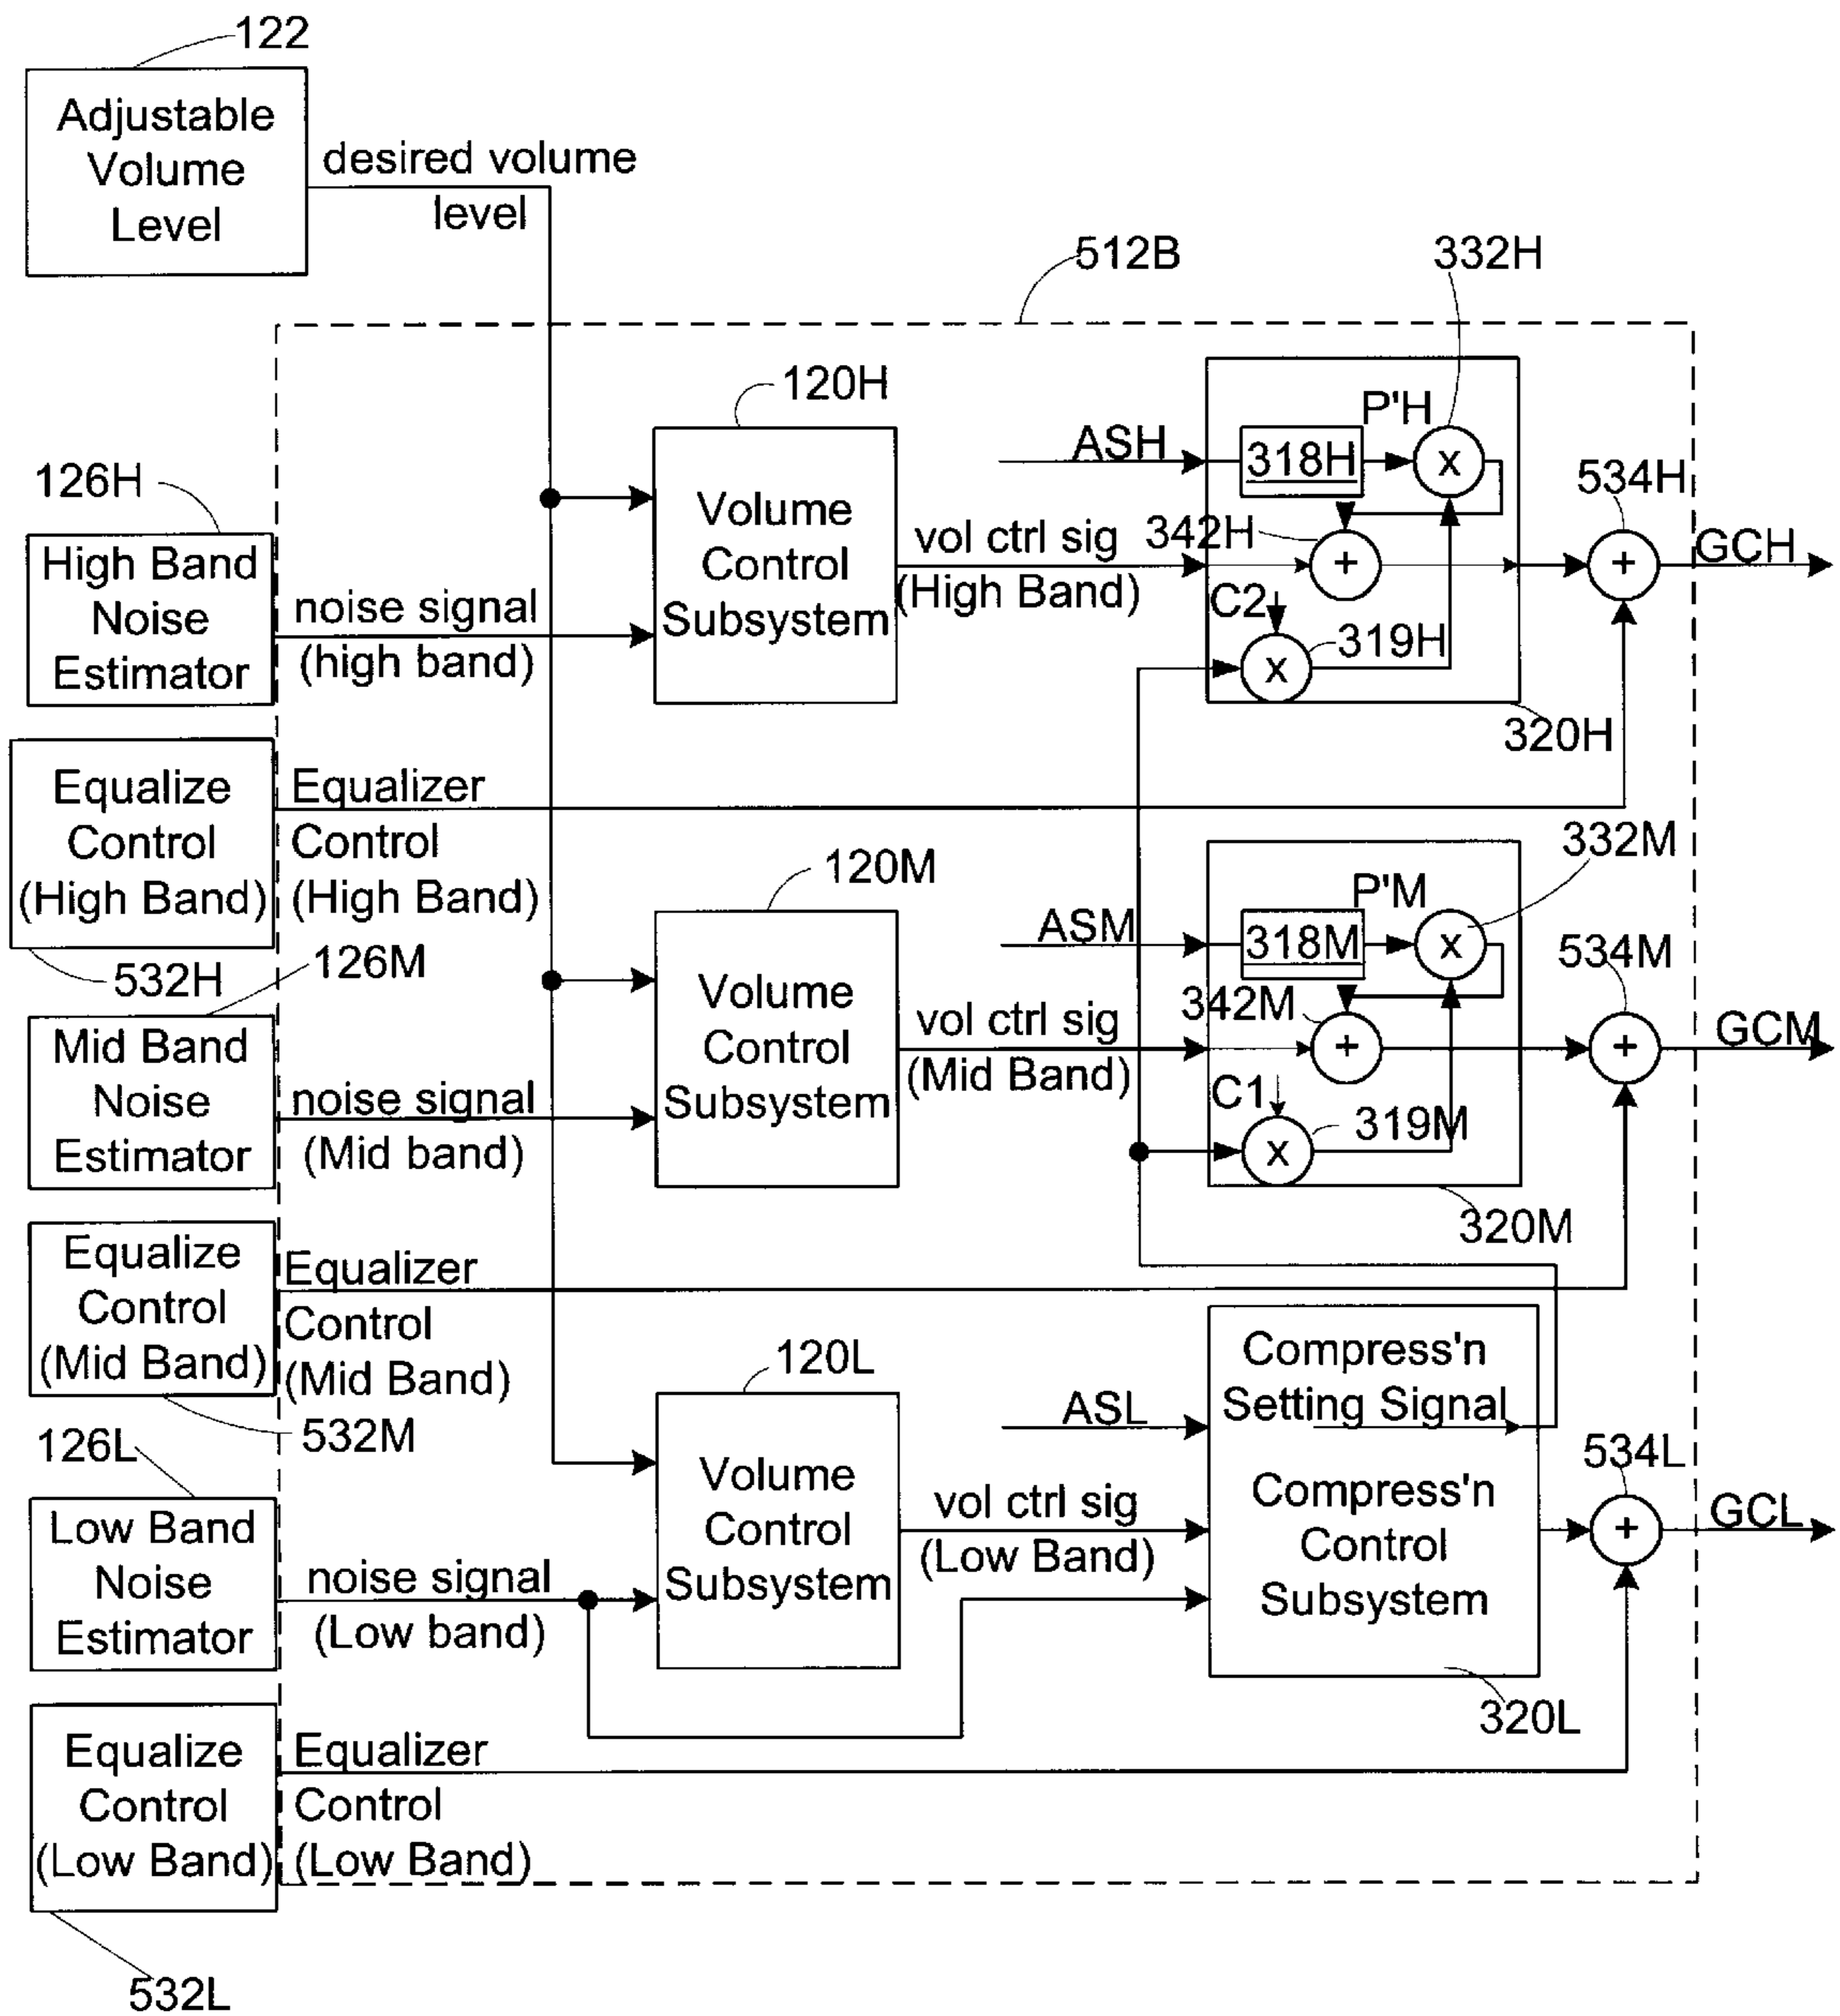 122
Adjustable
Volume
Level
desired volume
level
512B
332H
120H
P'H
ASH
318H
x
534H
126H
High Band
Noise
Estimator
noise signal
(high band)
Volume
Control
Subsystem
vol ctrl sig
(High Band)
342H
+
+
GCH
C2
319H
x
320H
Equalize
Control
(High Band)
Equalizer
Control
(High Band)
532H
120M
332M
P'M
ASM
318M
x
534M
126M
Mid Band
Noise
Estimator
noise signal
(Mid band)
Volume
Control
Subsystem
vol ctrl sig
(Mid Band)
342M
+
+
GCM
C1
319M
x
320M
Equalize
Control
(Mid Band)
Equalizer
Control
(Mid Band)
532M
120L
ASL
Compress'n
Setting Signal
534L
126L
Low Band
Noise
Estimator
noise signal
(Low band)
Volume
Control
Subsystem
vol ctrl sig
(Low Band)
Compress'n
Control
Subsystem
+
GCL
320L
Equalize
Control
(Low Band)
Equalizer
Control
(Low Band)
532L